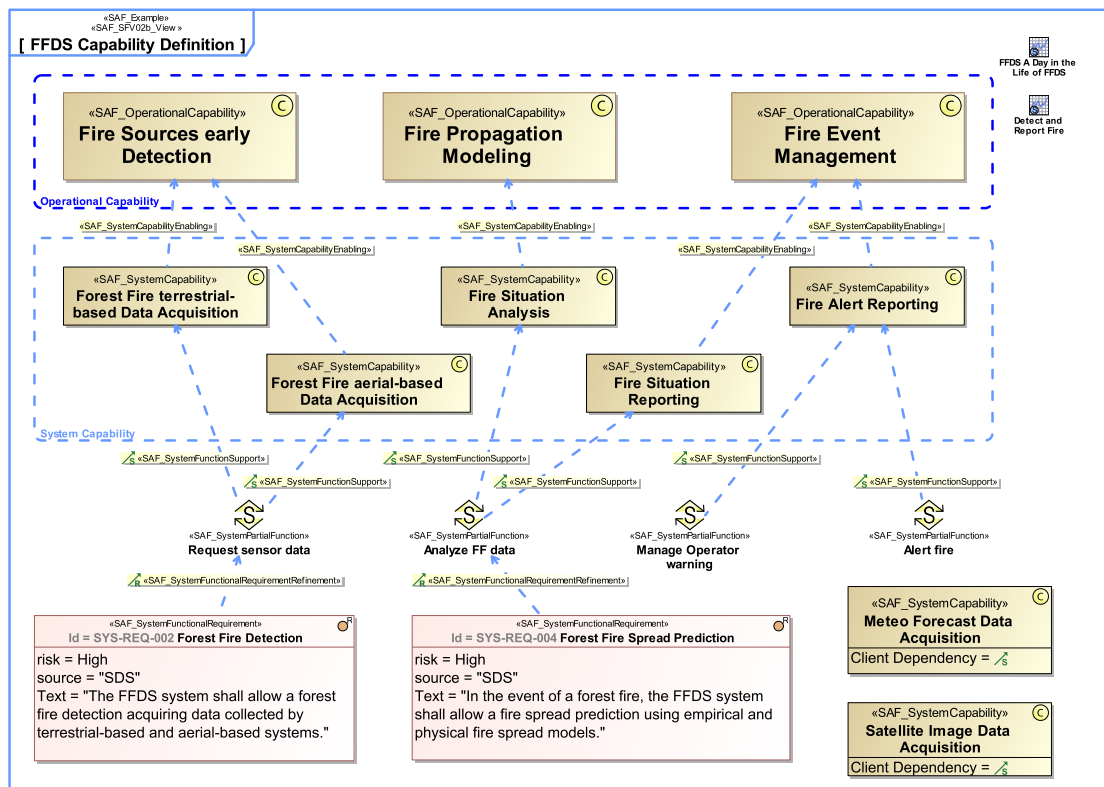 «SAF_Example»
«SAF_SFV02b_View »
[ FFDS Capability Definition ]
FFDS A Day in the
Life of FFDS
Detect and
Report Fire
«SAF_OperationalCapability»
Fire Sources early
Detection
C
«SAF_OperationalCapability»
Fire Propagation
Modeling
C
«SAF_OperationalCapability»
Fire Event
Management
C
Operational Capability
«SAF_SystemCapabilityEnabling»
«SAF_SystemCapabilityEnabling»
«SAF_SystemCapabilityEnabling»
«SAF_SystemCapabilityEnabling»
«SAF_SystemCapabilityEnabling»
«SAF_SystemCapability»
Forest Fire terrestrial-
based Data Acquisition
C
«SAF_SystemCapability»
Fire Situation
Analysis
C
«SAF_SystemCapability»
Fire Alert Reporting
C
«SAF_SystemCapability»
Forest Fire aerial-based
Data Acquisition
C
«SAF_SystemCapability»
Fire Situation
Reporting
C
System Capability
S «SAF_SystemFunctionSupport»
S «SAF_SystemFunctionSupport»
S «SAF_SystemFunctionSupport»
S «SAF_SystemFunctionSupport»
S «SAF_SystemFunctionSupport»
S «SAF_SystemFunctionSupport»
S
«SAF_SystemPartialFunction»
Request sensor data
S
«SAF_SystemPartialFunction»
Analyze FF data
S
«SAF_SystemPartialFunction»
Manage Operator
warning
S
«SAF_SystemPartialFunction»
Alert fire
R «SAF_SystemFunctionalRequirementRefinement»
R «SAF_SystemFunctionalRequirementRefinement»
«SAF_SystemFunctionalRequirement»
R
Id = SYS-REQ-002 Forest Fire Detection
risk = High
source = "SDS"
Text = "The FFDS system shall allow a forest
fire detection acquiring data collected by
terrestrial-based and aerial-based systems."
«SAF_SystemFunctionalRequirement»
R
Id = SYS-REQ-004 Forest Fire Spread Prediction
risk = High
source = "SDS"
Text = "In the event of a forest fire, the FFDS system
shall allow a fire spread prediction using empirical and
physical fire spread models."
«SAF_SystemCapability»
C
Meteo Forecast Data
Acquisition
Client Dependency = S
«SAF_SystemCapability»
C
Satellite Image Data
Acquisition
Client Dependency = S